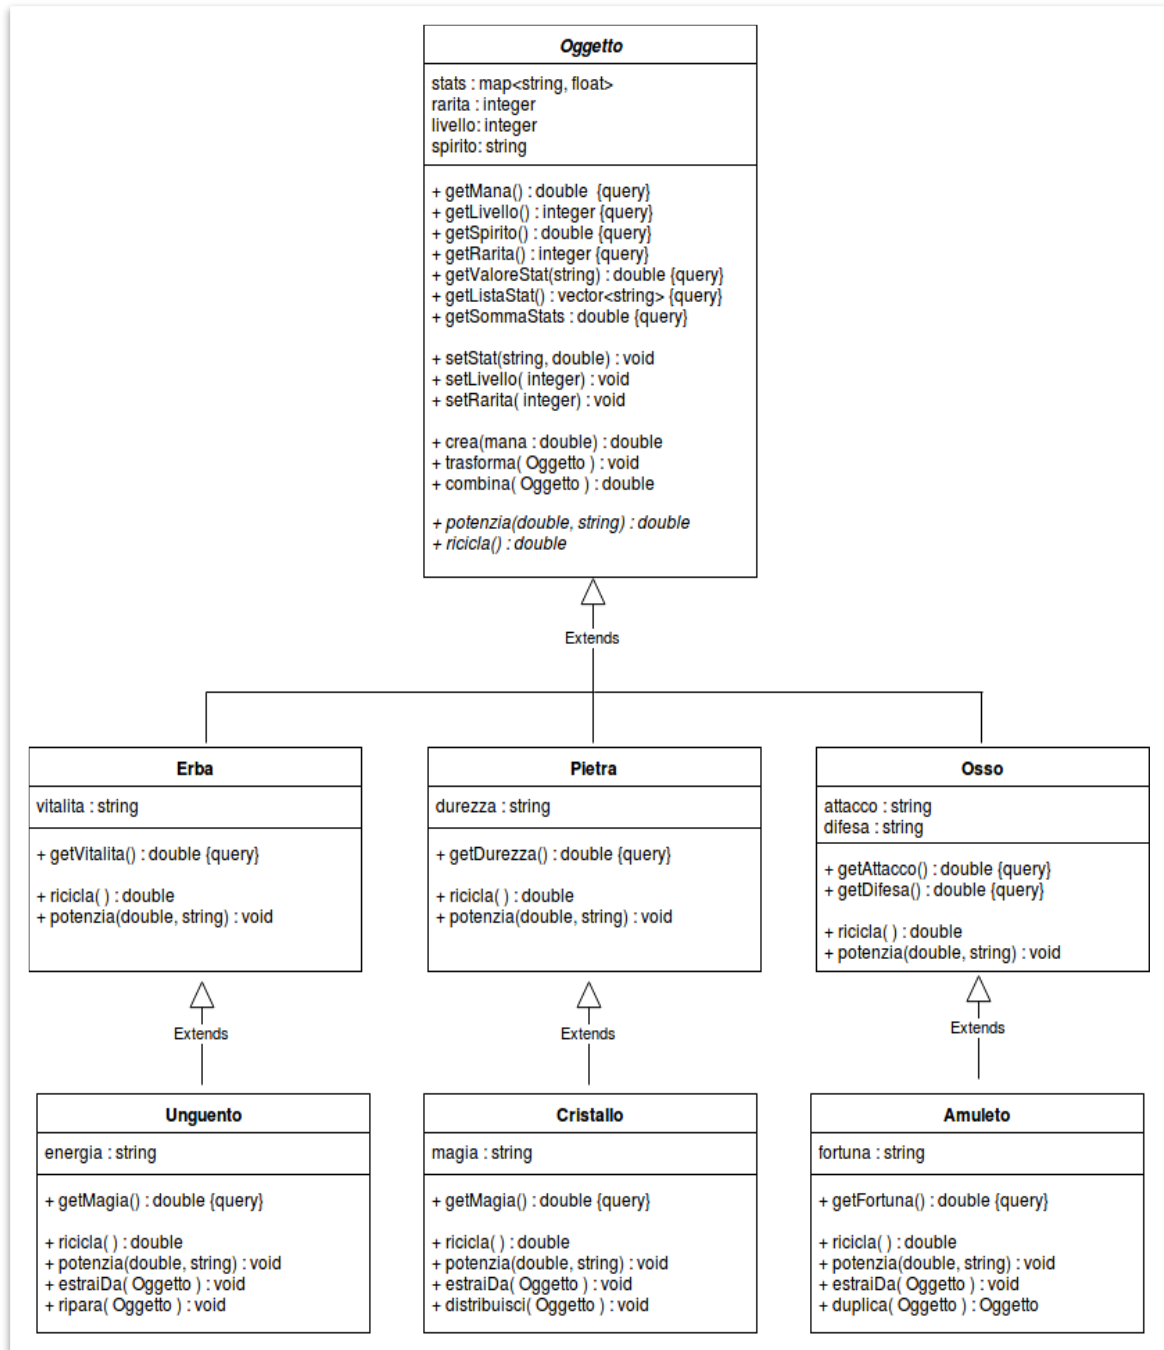 Oggetto
stats : map<string, float>
rarita : integer
livello: integer
spirito: string
+ getMana() : double {query}
+ getLivello() : integer {query}
+ getSpirito() : double {query}
+ getRarita() : integer {query}
+ getValoreStat(string) : double {query}
+ getListaStat() : vector<string> {query}
+ getSommaStats : double {query}
+ setStat(string, double) : void
+ setLivello( integer) : void
+ setRarita( integer) : void
+ crea(mana : double) : double
+ trasforma( Oggetto ) : void
+ combina( Oggetto ) : double
+ potenzia(double, string) : double
+ ricicla() : double
Extends
Erba
vitalita : string
+ getVitalita() : double {query}
+ ricicla( ) : double
+ potenzia(double, string) : void
Pietra
durezza : string
+ getDurezza() : double {query}
+ ricicla( ) : double
+ potenzia(double, string) : void
Osso
attacco : string
difesa : string
+ getAttacco() : double {query}
+ getDifesa() : double {query}
+ ricicla( ) : double
+ potenzia(double, string) : void
Extends
Extends
Extends
Unguento
energia : string
+ getMagia() : double {query}
+ ricicla( ) : double
+ potenzia(double, string) : void
+ estraiDa( Oggetto ) : void
+ ripara( Oggetto ) : void
Cristallo
magia : string
+ getMagia() : double {query}
+ ricicla( ) : double
+ potenzia(double, string) : void
+ estraiDa( Oggetto ) : void
+ distribuisci( Oggetto ) : void
Amuleto
fortuna : string
+ getFortuna() : double {query}
+ ricicla( ) : double
+ potenzia(double, string) : void
+ estraiDa( Oggetto ) : void
+ duplica( Oggetto ) : Oggetto